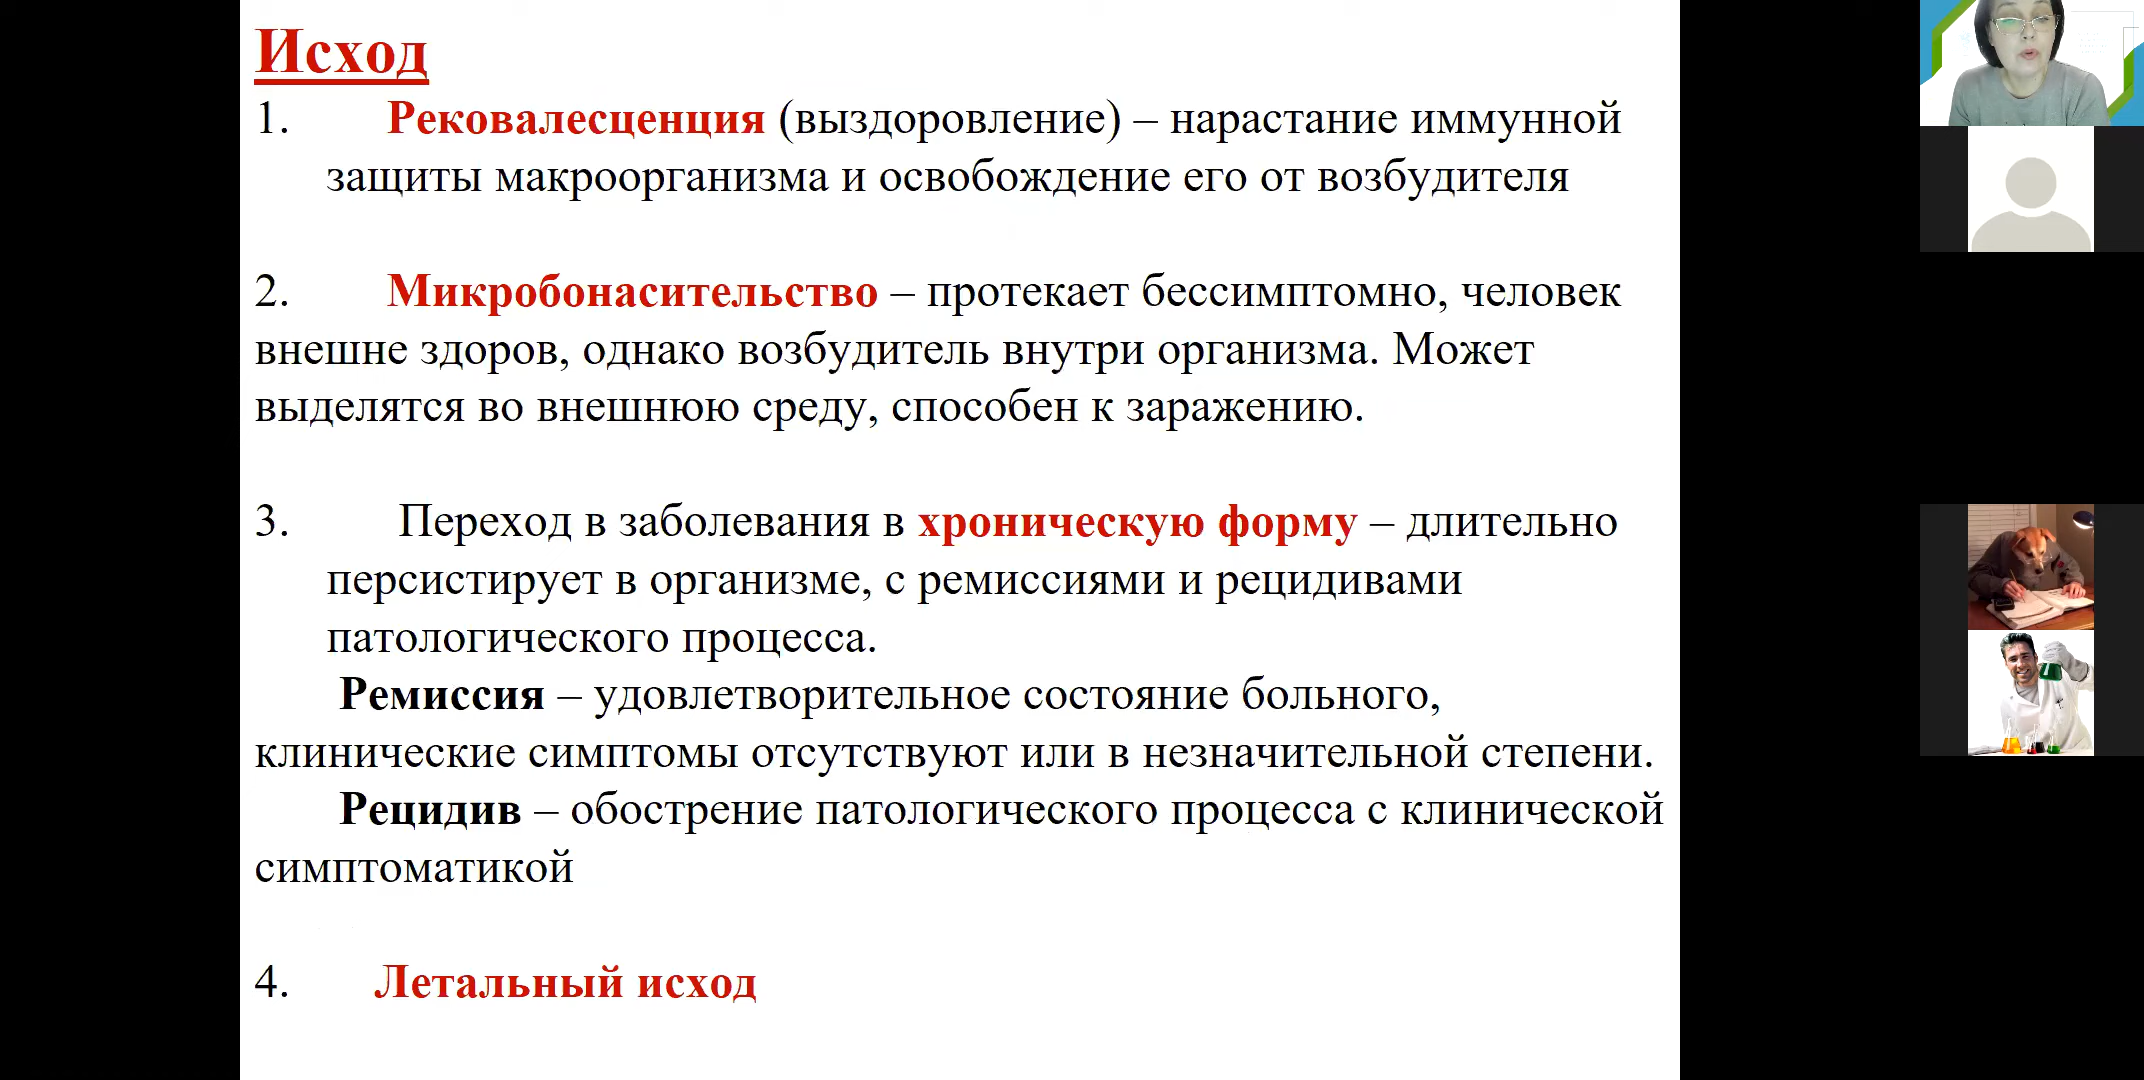 Исход
1. Рековалесценция (выздоровление) – нарастание иммунной
защиты макроорганизма и освобождение его от возбудителя
2. Микробонасительство – протекает бессимптомно, человек
внешне здоров, однако возбудитель внутри организма. Может
выделятся во внешнюю среду, способен к заражению.
3. Переход в заболевания в хроническую форму – длительно
персистирует в организме, с ремиссиями и рецидивами
патологического процесса.
Ремиссия – удовлетворительное состояние больного,
клинические симптомы отсутствуют или в незначительной степени.
Рецидив – обострение патологического процесса с клинической
симптоматикой
4. Летальный исход